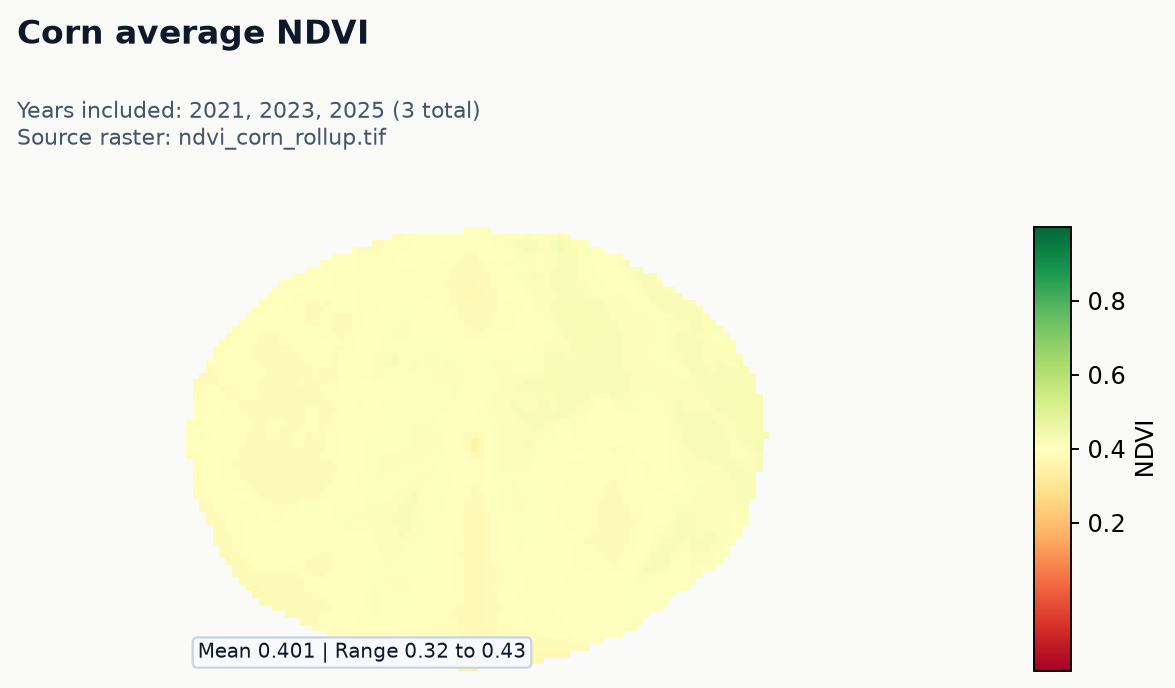 Corn average NDVI
Years included: 2021, 2023, 2025 (3 total)
Source raster: ndvi_corn_rollup.tif
0.8
0.6
0.4
0.2
NDVI
Mean 0.401 | Range 0.32 to 0.43